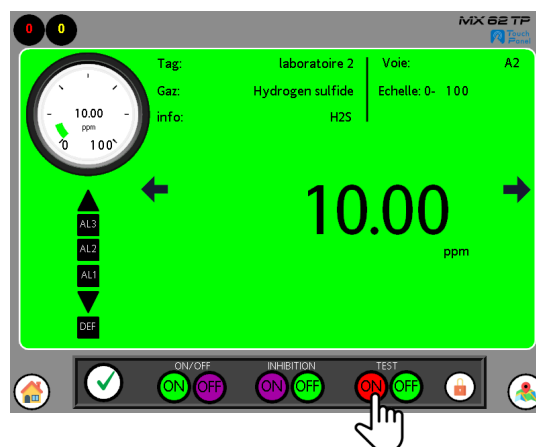 MX 62 TP
Touch
Panel
0 0
Tag: laboratoire 2 Voie: A2
Gaz: Hydrogen sulfide Echelle: 0- 100
info: H2S
10.00
ppm
0 100
10.00
ppm
AL3
AL2
AL1
DEF
ON/OFF INHIBITION TEST
ON OFF ON OFF ON OFF